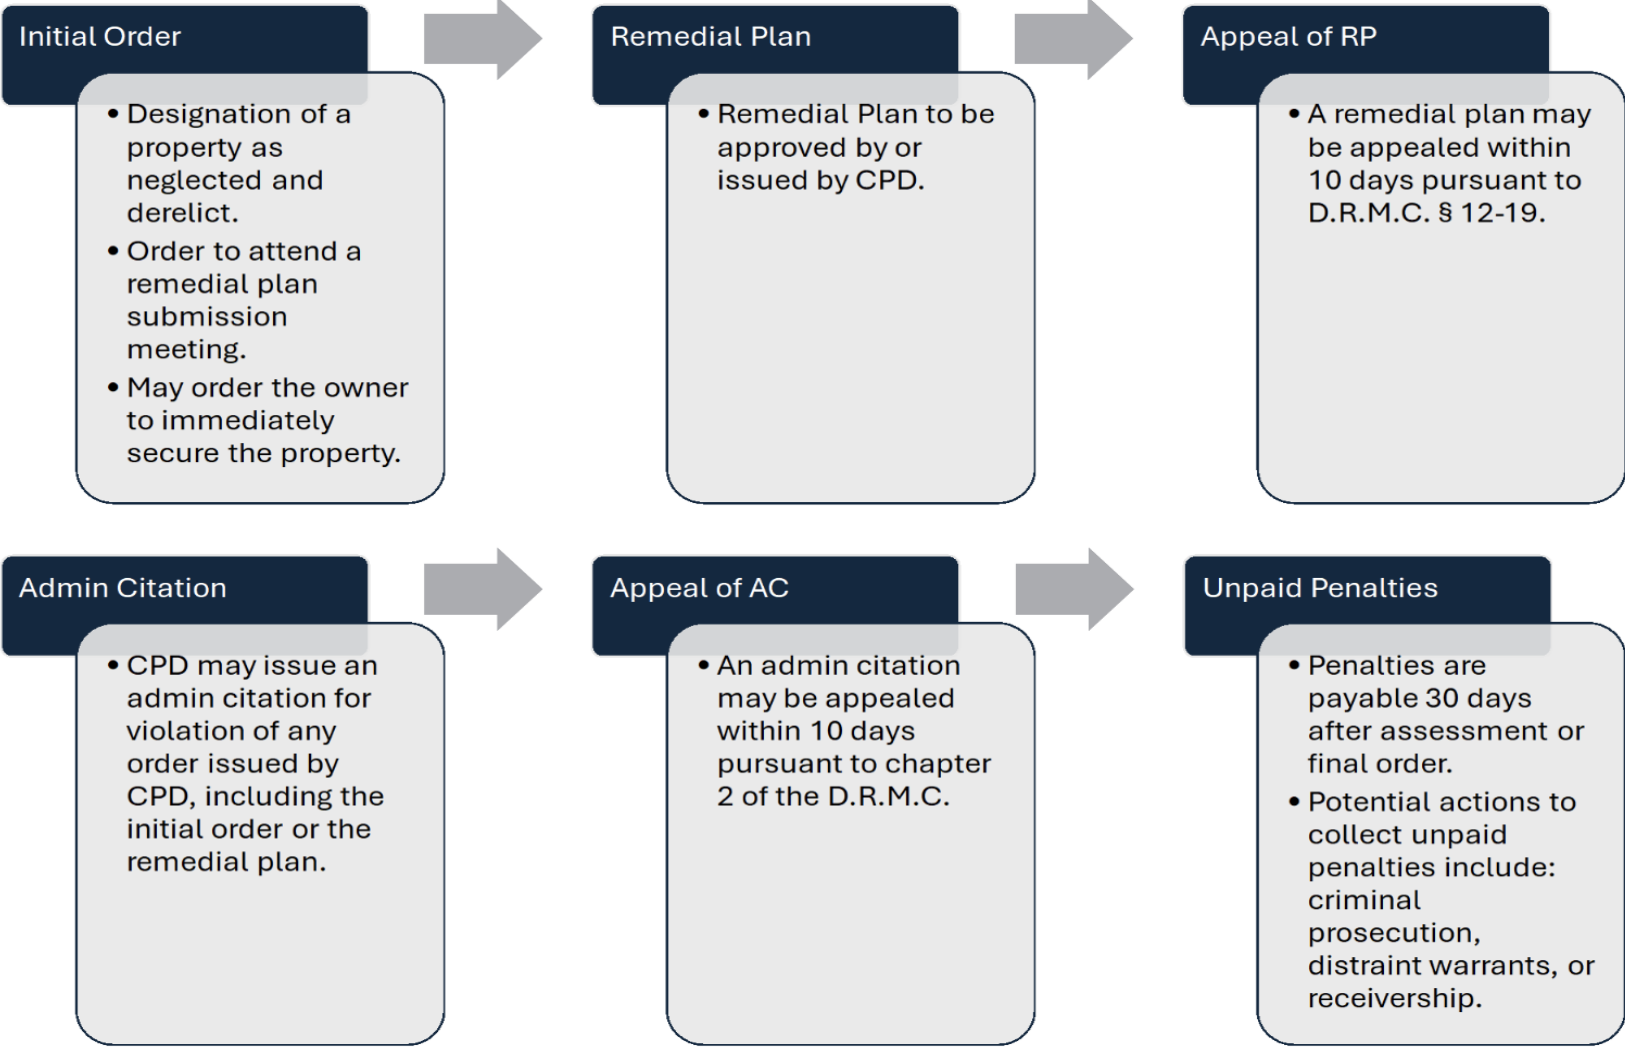 Initial Order
• Designation of a
property as
neglected and
derelict.
• Order to attend a
remedial plan
submission
meeting.
• May order the owner
to immediately
secure the property.
Remedial Plan
• Remedial Plan to be
approved by or
issued by CPD.
Appeal of RP
• A remedial plan may
be appealed within
10 days pursuant to
D.R.M.C. § 12-19.
Admin Citation
• CPD may issue an
admin citation for
violation of any
order issued by
CPD, including the
initial order or the
remedial plan.
Appeal of AC
• An admin citation
may be appealed
within 10 days
pursuant to chapter
2 of the D.R.M.C.
Unpaid Penalties
• Penalties are
payable 30 days
after assessment or
final order.
• Potential actions to
collect unpaid
penalties include:
criminal
prosecution,
distraint warrants, or
receivership.